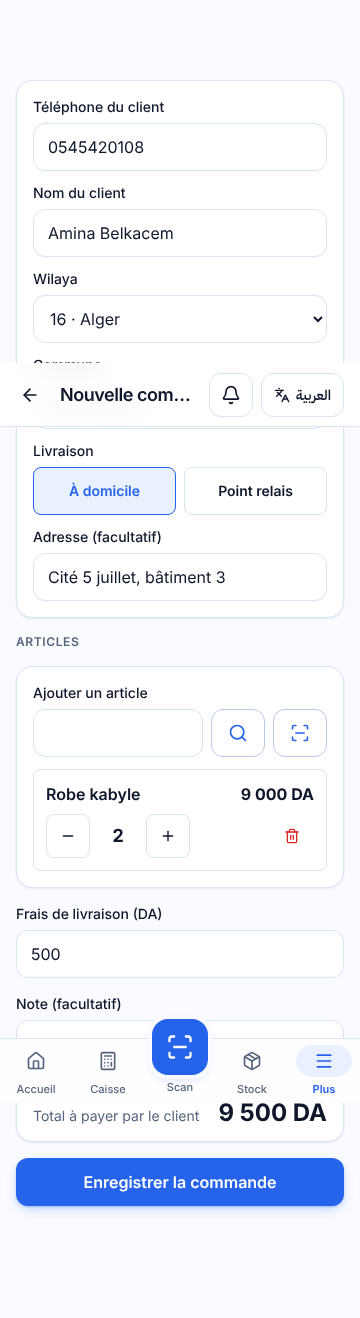 Téléphone du client
0545420108
Nom du client
Amina Belkacem
Wilaya
16 · Alger
Nouvelle com...
العربية
Livraison
À domicile
Point relais
Adresse (facultatif)
Cité 5 juillet, bâtiment 3
ARTICLES
Ajouter un article
Robe kabyle
9 000 DA
2
Frais de livraison (DA)
500
Note (facultatif)
Accueil
Caisse
Scan
Stock
Plus
Total à payer par le client
9 500 DA
Enregistrer la commande